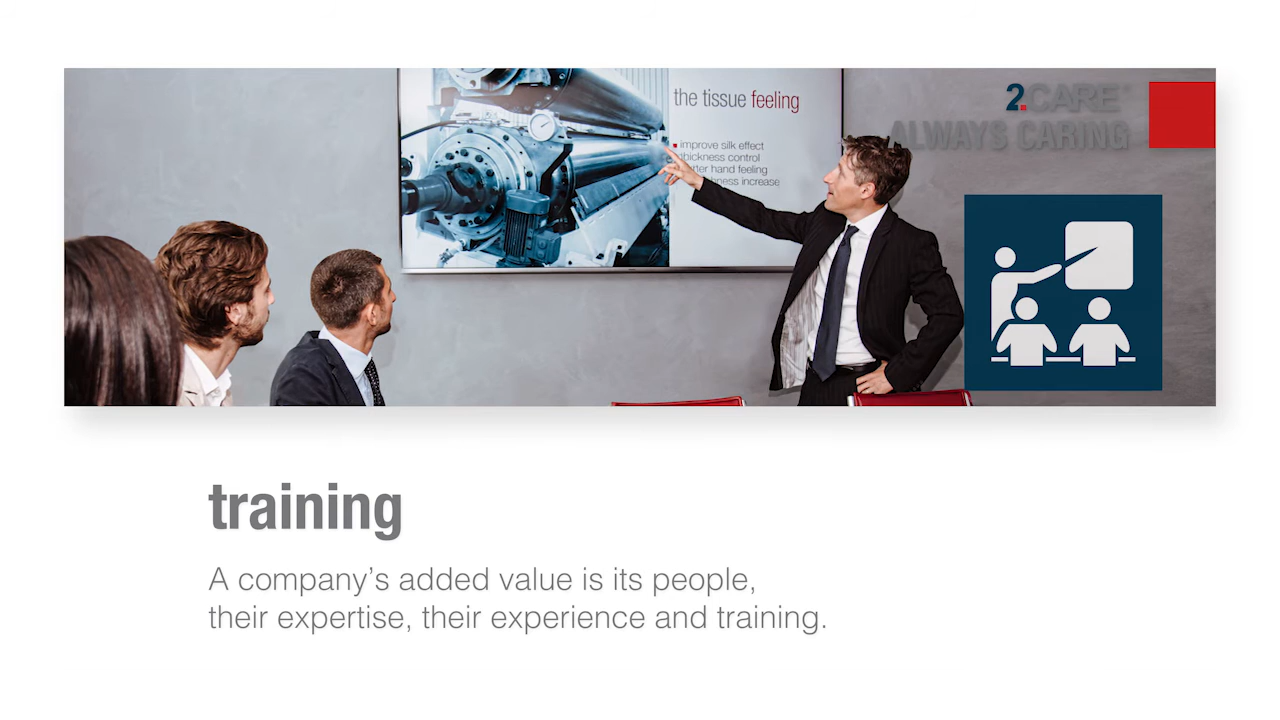 the tissue feeling
improve silk effect
thickness control
hand feeling
increase
2.CARE®
ALWAYS CARING
training
A company’s added value is its people,
their expertise, their experience and training.